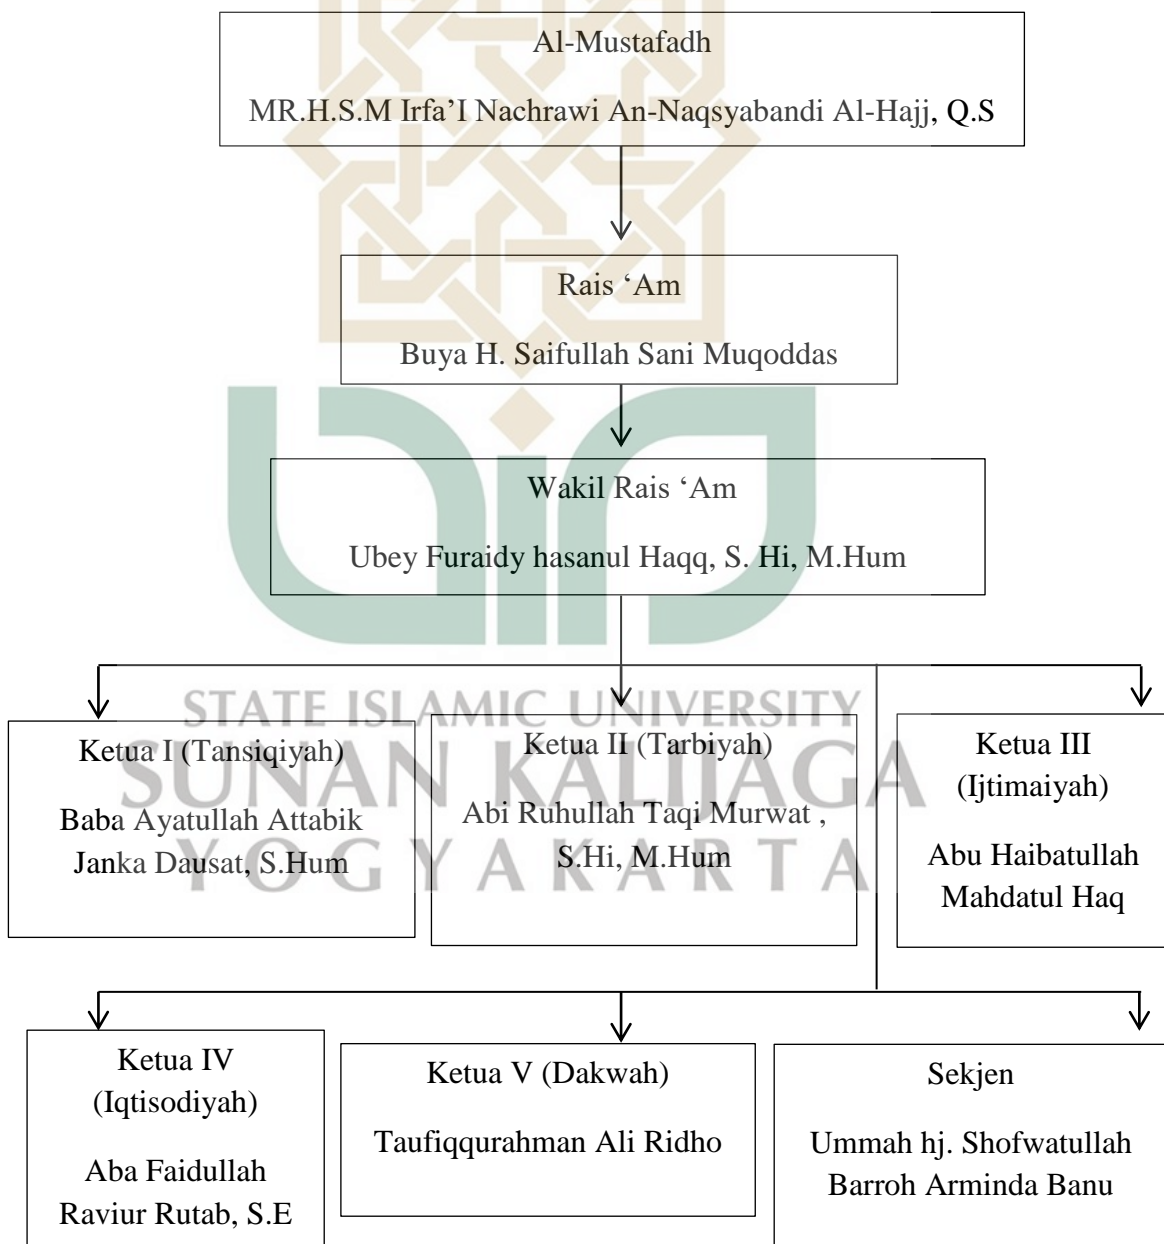 Al-Mustafadh
MR.H.S.M Irfa’I Nachrawi An-Naqsyabandi Al-Hajj, Q.S
Rais ‘Am
Buya H. Saifullah Sani Muqoddas
Wakil Rais ‘Am
Ubey Furaidy hasanul Haqq, S. Hi, M.Hum
STATE ISLAMIC UNIVERSITY
SUNAN KALIJAGA
YOGYAKARTA
Ketua I (Tansiqiyah)
Baba Ayatullah Attabik
Janka Dausat, S.Hum
Ketua II (Tarbiyah)
Abi Ruhullah Taqi Murwat ,
S.Hi, M.Hum
Ketua III
(Ijtimaiyah)
Abu Haibatullah
Mahdatul Haq
Ketua IV
(Iqtisodiyah)
Aba Faidullah
Raviur Rutab, S.E
Ketua V (Dakwah)
Taufiqqurahman Ali Ridho
Sekjen
Ummah hj. Shofwatullah
Barroh Arminda Banu